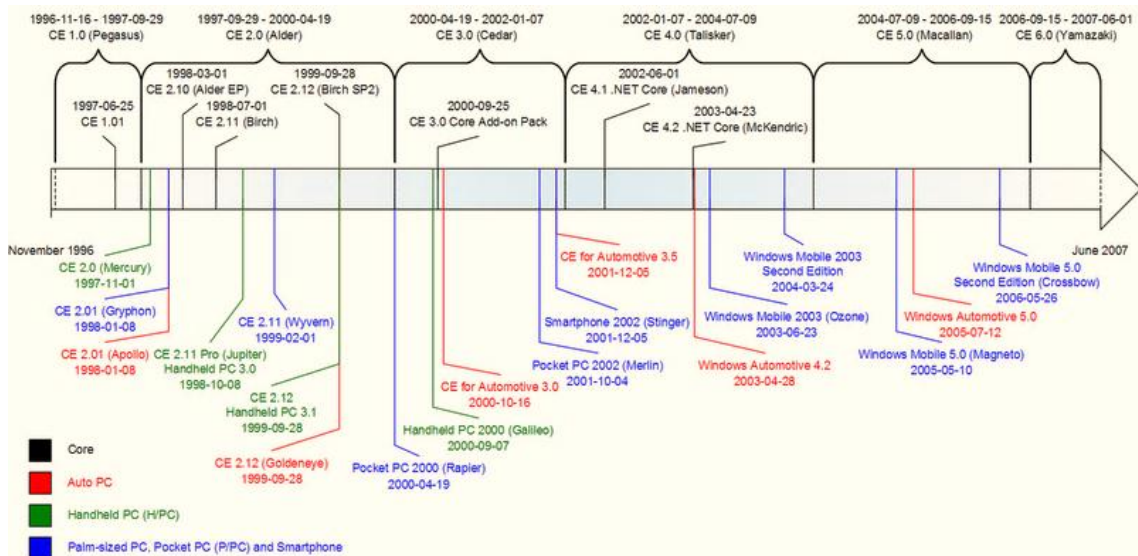 1996-11-16 - 1997-09-29
CE 1.0 (Pegasus)
1997-09-29 - 2000-04-19
CE 2.0 (Alder)
2000-04-19 - 2002-01-07
CE 3.0 (Cedar)
2002-01-07 - 2004-07-09
CE 4.0 (Talisker)
2004-07-09 - 2006-09-15
CE 5.0 (Macallan)
2006-09-15 - 2007-06-01
CE 6.0 (Yamazaki)
1997-06-25
CE 1.01
1998-03-01
CE 2.10 (Alder EP)
1998-07-01
CE 2.11 (Birch)
1999-09-28
CE 2.12 (Birch SP2)
2000-09-25
CE 3.0 Core Add-on Pack
2002-06-01
CE 4.1 .NET Core (Jameson)
2003-04-23
CE 4.2 .NET Core (McKendric)
November 1996
June 2007
CE 2.0 (Mercury)
1997-11-01
CE 2.01 (Gryphon)
1998-01-08
CE 2.01 (Apollo)
1998-01-08
CE 2.11 Pro (Jupiter)
Handheld PC 3.0
1998-10-08
CE 2.11 (Wyvern)
1999-02-01
CE 2.12
Handheld PC 3.1
1999-09-28
CE 2.12 (Goldeneye)
1999-09-28
Pocket PC 2000 (Rapier)
2000-04-19
Handheld PC 2000 (Galileo)
2000-09-07
CE for Automotive 3.0
2000-10-16
Pocket PC 2002 (Merlin)
2001-10-04
Smartphone 2002 (Stinger)
2001-12-05
CE for Automotive 3.5
2001-12-05
Windows Automotive 4.2
2003-04-28
Windows Mobile 2003 (Ozone)
2003-06-23
Windows Mobile 2003
Second Edition
2004-03-24
Windows Mobile 5.0 (Magneto)
2005-05-10
Windows Automotive 5.0
2005-07-12
Windows Mobile 5.0
Second Edition (Crossbow)
2006-05-26
Core
Auto PC
Handheld PC (H/PC)
Palm-sized PC, Pocket PC (P/PC) and Smartphone